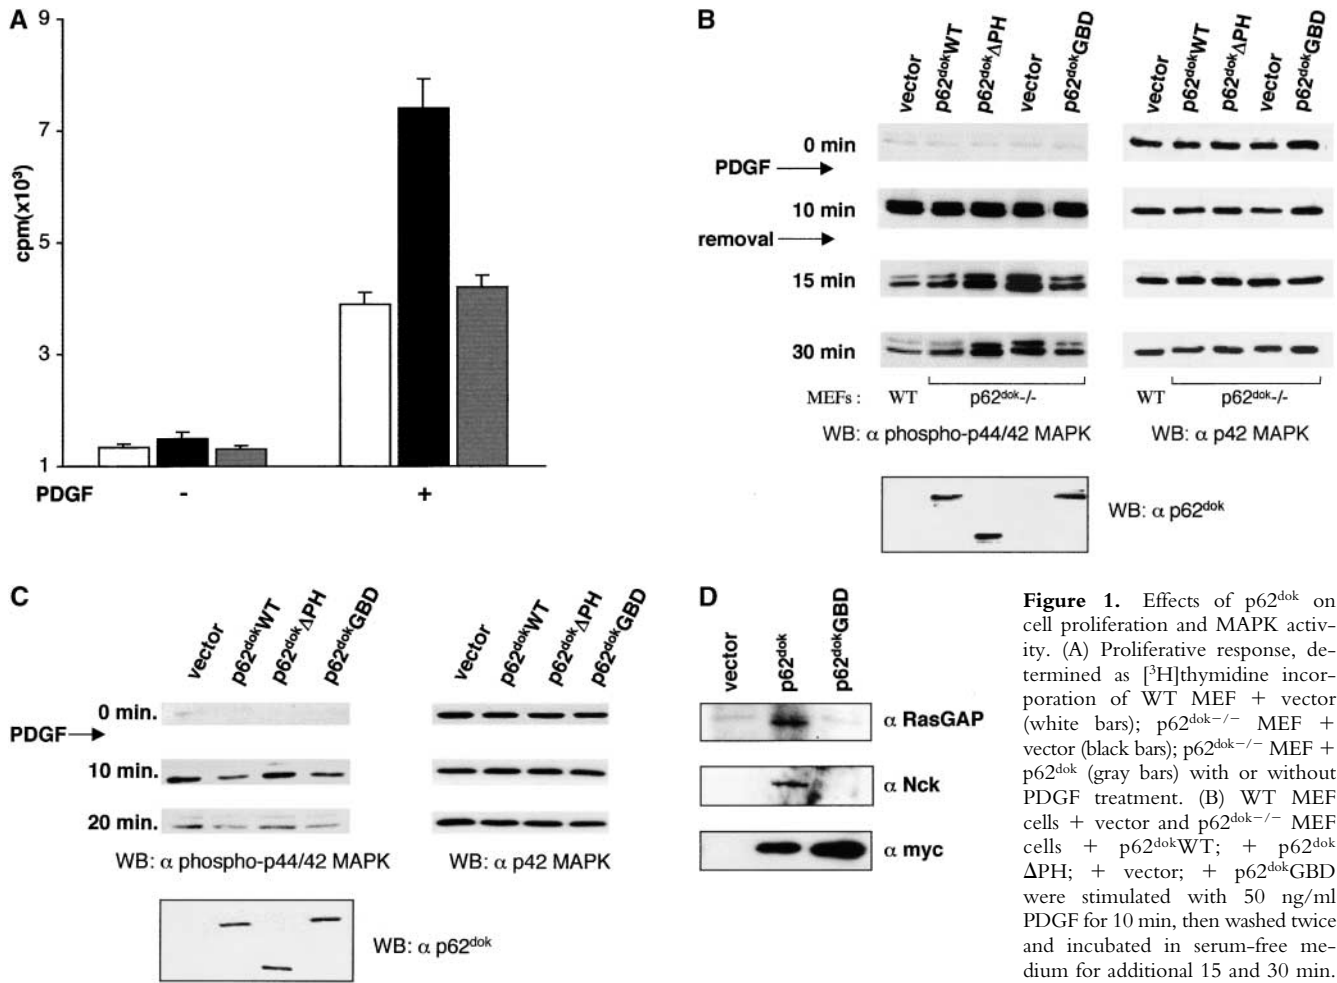 A
9
7
5
3
1
cpm(x10³)
PDGF - +
B
vector p62dokWT p62dokΔPH vector p62dokGBD
vector p62dokWT p62dokΔPH vector p62dokGBD
0 min
PDGF
10 min
removal
15 min
30 min
MEFs : WT p62dok-/- WT p62dok-/-
WB: α phospho-p44/42 MAPK WB: α p42 MAPK
WB: α p62dok
C
vector p62dokWT p62dokΔPH p62dokGBD
vector p62dokWT p62dokΔPH p62dokGBD
0 min.
PDGF
10 min.
20 min.
WB: α phospho-p44/42 MAPK WB: α p42 MAPK
WB: α p62dok
D
vector p62dok p62dokGBD
α RasGAP
α Nck
α myc
Figure 1. Effects of p62dok on
cell proliferation and MAPK activ-
ity. (A) Proliferative response, de-
termined as [³H]thymidine incor-
poration of WT MEF + vector
(white bars); p62dok−/− MEF +
vector (black bars); p62dok−/− MEF +
p62dok (gray bars) with or without
PDGF treatment. (B) WT MEF
cells + vector and p62dok−/− MEF
cells + p62dokWT; + p62dok
ΔPH; + vector; + p62dokGBD
were stimulated with 50 ng/ml
PDGF for 10 min, then washed twice
and incubated in serum-free me-
dium for additional 15 and 30 min.